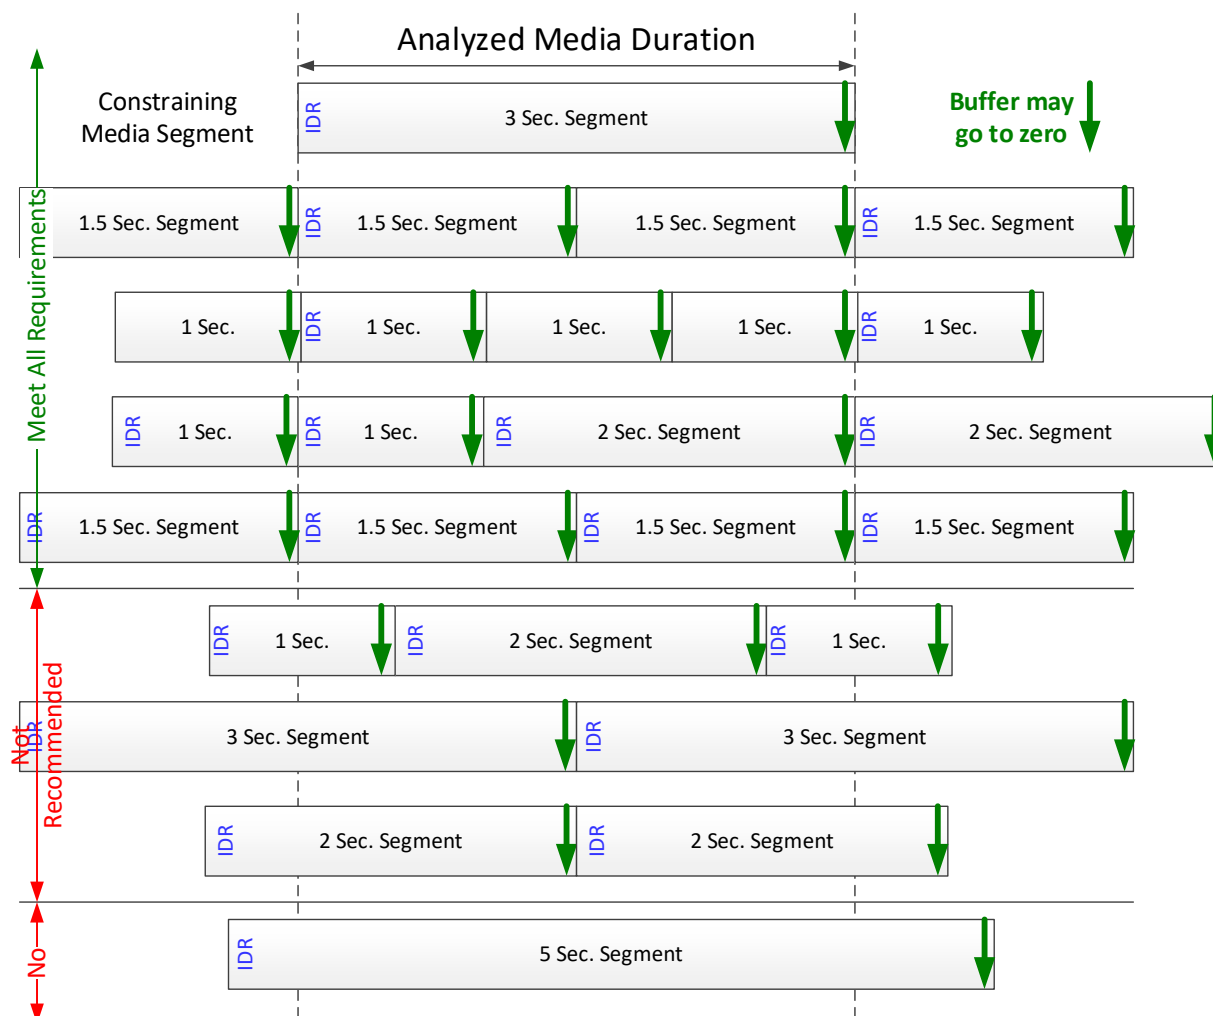 Analyzed Media Duration
Constraining
Media Segment
IDR
3 Sec. Segment
Buffer may
go to zero
Meet All Requirements
1.5 Sec. Segment
IDR
1.5 Sec. Segment
1.5 Sec. Segment
IDR
1.5 Sec. Segment
1 Sec.
IDR
1 Sec.
1 Sec.
1 Sec.
IDR
1 Sec.
IDR
1 Sec.
IDR
1 Sec.
IDR
2 Sec. Segment
IDR
2 Sec. Segment
IDR
1.5 Sec. Segment
IDR
1.5 Sec. Segment
IDR
1.5 Sec. Segment
IDR
1.5 Sec. Segment
Not
Recommended
IDR
1 Sec.
IDR
2 Sec. Segment
IDR
1 Sec.
IDR
3 Sec. Segment
IDR
3 Sec. Segment
IDR
2 Sec. Segment
IDR
2 Sec. Segment
No
IDR
5 Sec. Segment